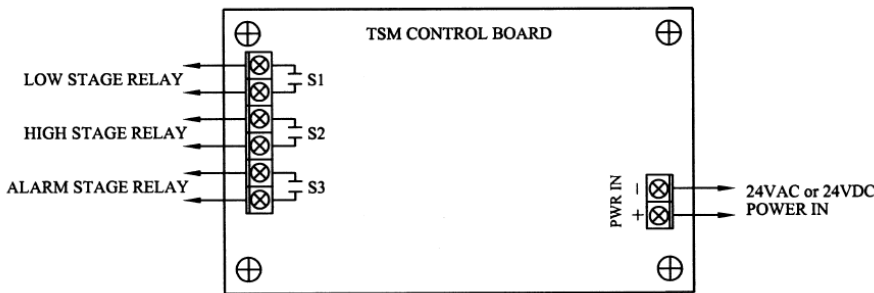 TSM CONTROL BOARD
LOW STAGE RELAY
S1
HIGH STAGE RELAY
S2
ALARM STAGE RELAY
S3
PWR IN
- +
24VAC or 24VDC
POWER IN